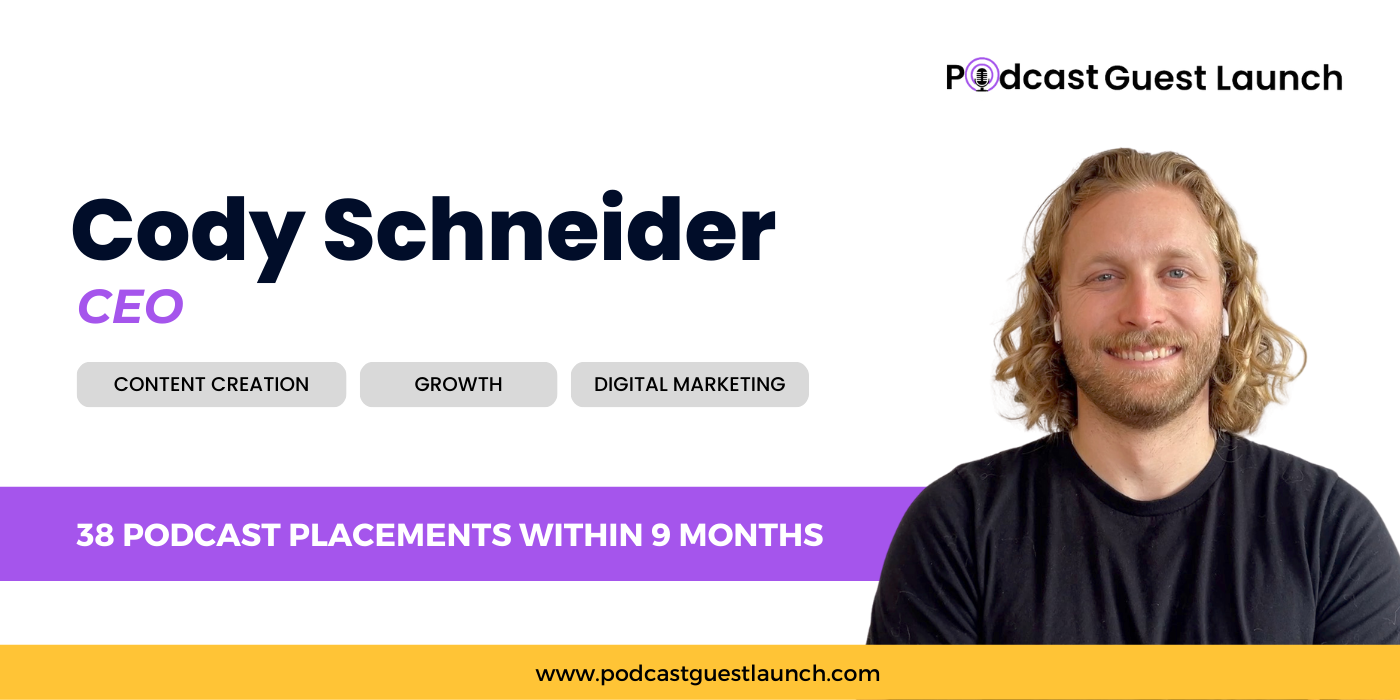 Podcast Guest Launch
Cody Schneider
CEO
CONTENT CREATION
GROWTH
DIGITAL MARKETING
38 PODCAST PLACEMENTS WITHIN 9 MONTHS
www.podcastguestlaunch.com